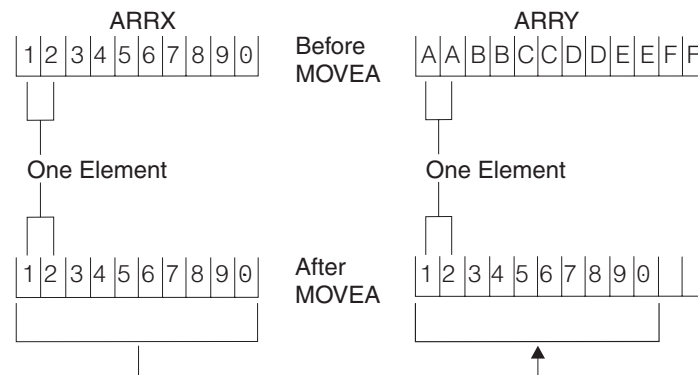 ARRX
ARRY
1 2 3 4 5 6 7 8 9 0
Before
MOVEA
A A B B C C D D E E F F
One Element
One Element
1 2 3 4 5 6 7 8 9 0
After
MOVEA
1 2 3 4 5 6 7 8 9 0